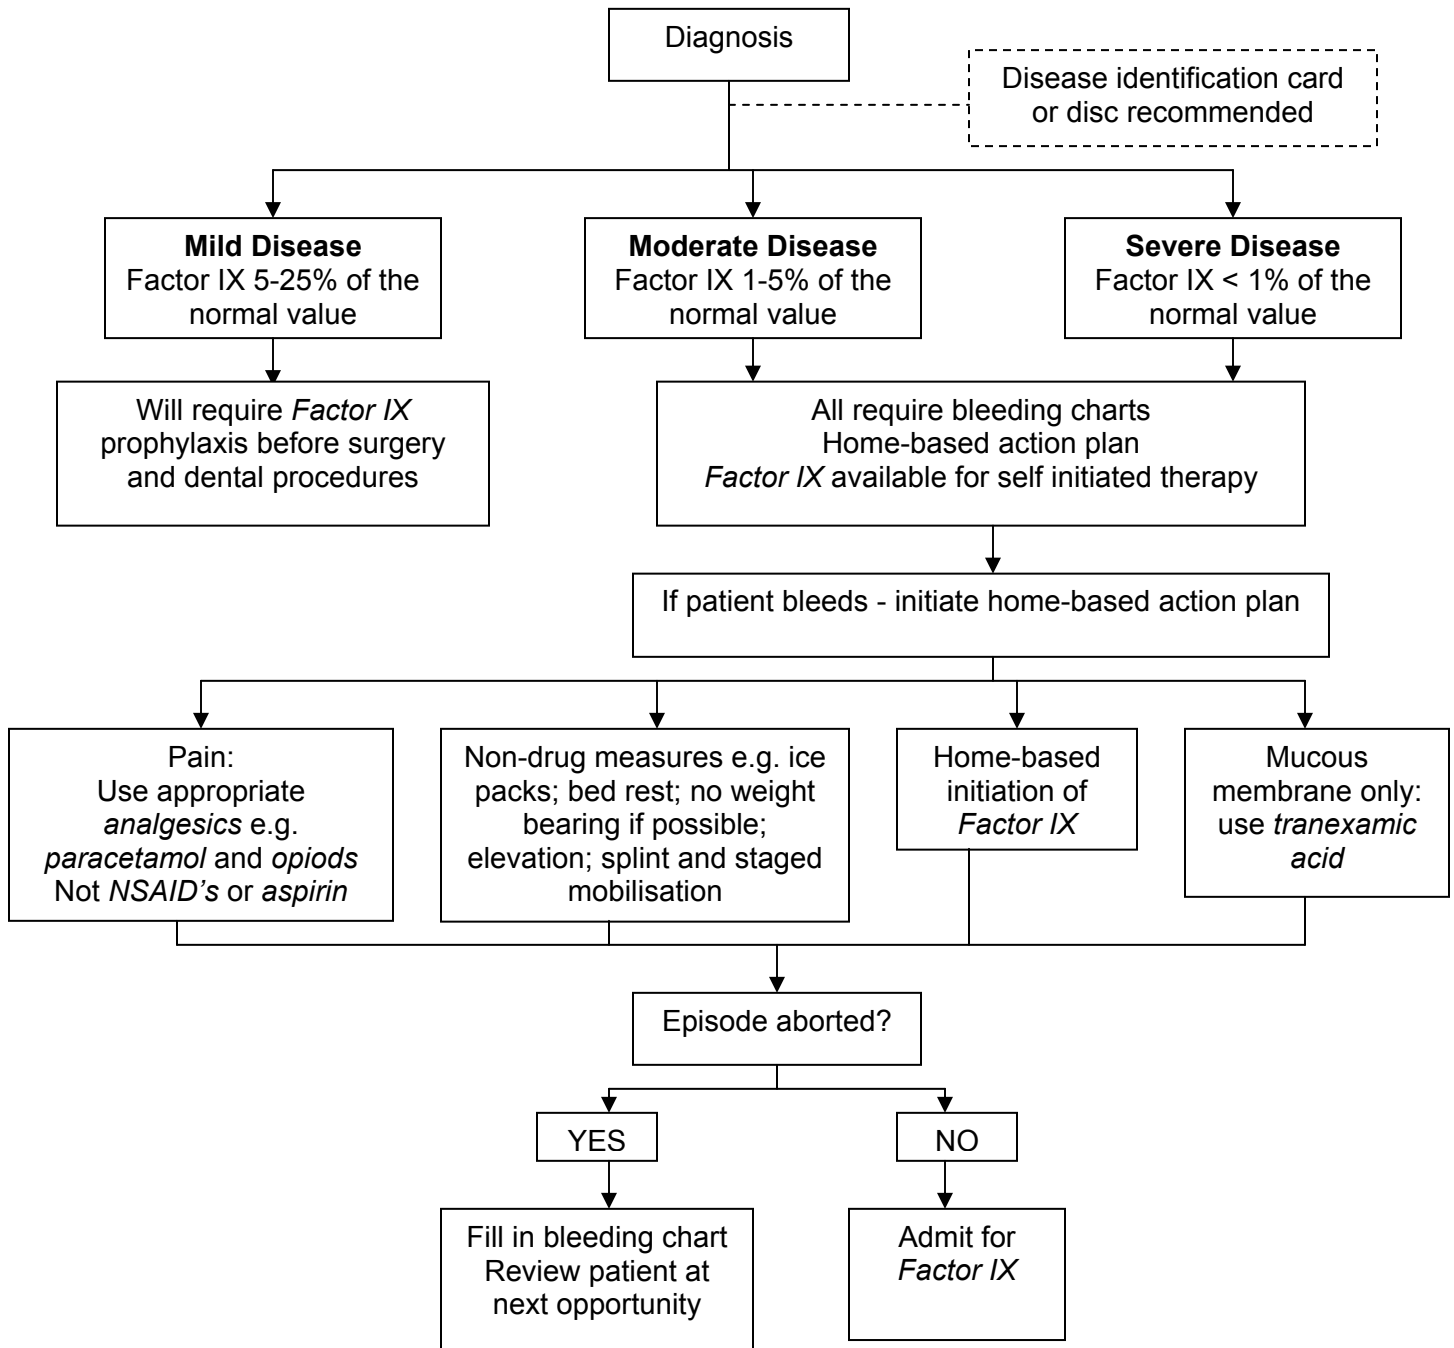 Diagnosis
Disease identification card
or disc recommended
Mild Disease
Factor IX 5-25% of the
normal value
Moderate Disease
Factor IX 1-5% of the
normal value
Severe Disease
Factor IX < 1% of the
normal value
Will require Factor IX
prophylaxis before surgery
and dental procedures
All require bleeding charts
Home-based action plan
Factor IX available for self initiated therapy
If patient bleeds - initiate home-based action plan
Pain:
Use appropriate
analgesics e.g.
paracetamol and opiods
Not NSAID's or aspirin
Non-drug measures e.g. ice
packs; bed rest; no weight
bearing if possible;
elevation; splint and staged
mobilisation
Home-based
initiation of
Factor IX
Mucous
membrane only:
use tranexamic
acid
Episode aborted?
YES
NO
Fill in bleeding chart
Review patient at
next opportunity
Admit for
Factor IX